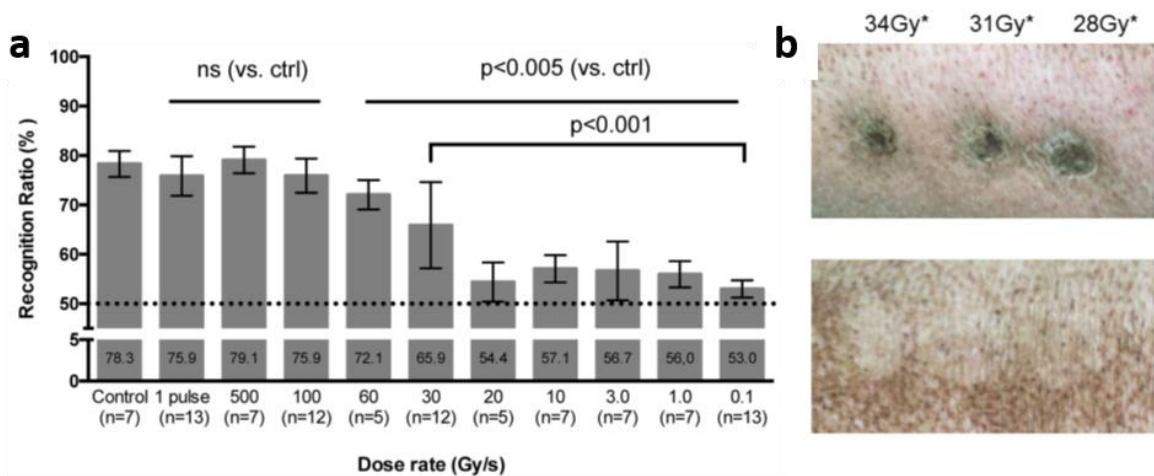 a
b
34Gy* 31Gy* 28Gy*
ns (vs. ctrl)
p<0.005 (vs. ctrl)
p<0.001
Recognition Ratio (% )
100
90
80
70
60
50
5
0
78.3 75.9 79.1 75.9 72.1 65.9 54.4 57.1 56.7 56,0 53.0
Control 1 pulse 500 100 60 30 20 10 3.0 1.0 0.1
(n=7) (n=13) (n=7) (n=12) (n=5) (n=12) (n=5) (n=7) (n=7) (n=7) (n=13)
Dose rate (Gy/s)